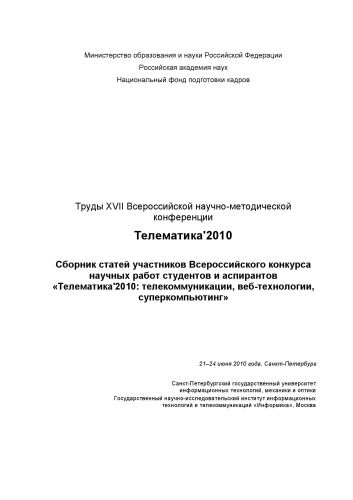 Министерство образования и науки Российской Федерации
Российская академия наук
Национальный фонд подготовки кадров
Труды XVII Всероссийской научно-методической
конференции
Телематика'2010
Сборник статей участников Всероссийского конкурса
научных работ студентов и аспирантов
«Телематика'2010: телекоммуникации, веб-технологии,
суперкомпьютинг»
21–24 июня 2010 года, Санкт-Петербург
Санкт-Петербургский государственный университет
информационных технологий, механики и оптики
Государственный научно-исследовательский институт информационных
технологий и телекоммуникаций «Информика», Москва